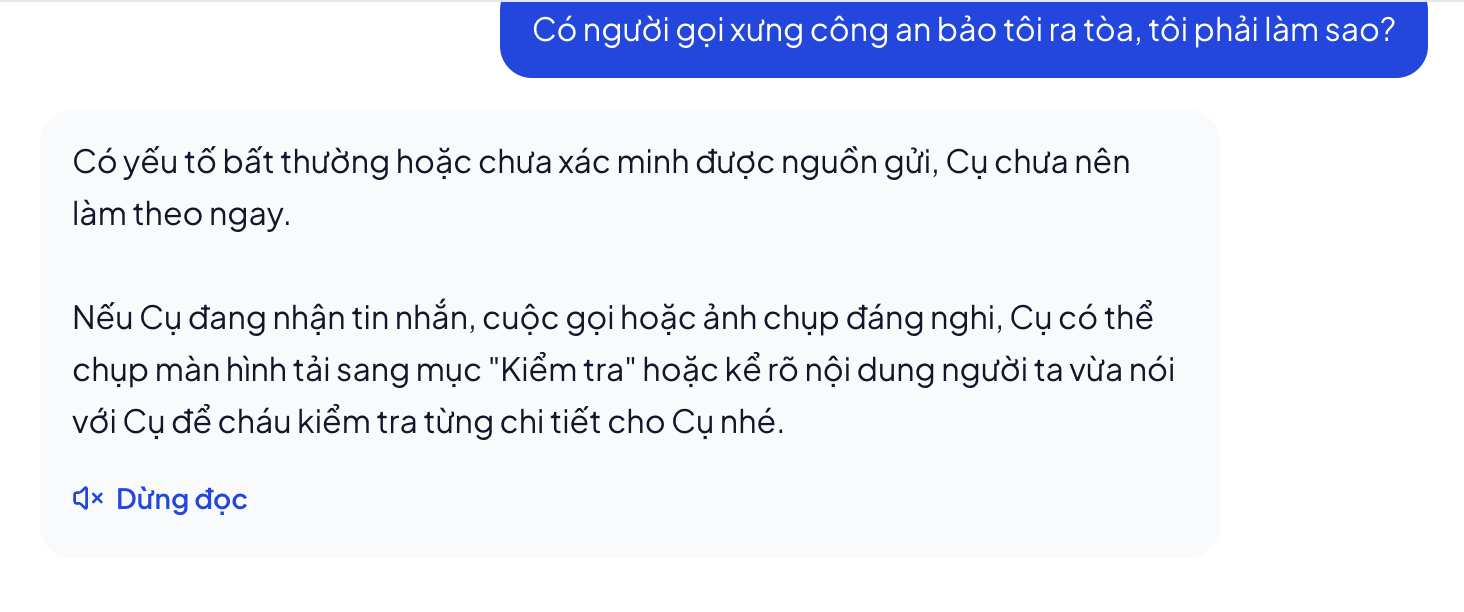 Có người gọi xưng công an bảo tôi ra tòa, tôi phải làm sao?
Có yếu tố bất thường hoặc chưa xác minh được nguồn gửi, Cụ chưa nên
làm theo ngay.
Nếu Cụ đang nhận tin nhắn, cuộc gọi hoặc ảnh chụp đáng nghi, Cụ có thể
chụp màn hình tải sang mục "Kiểm tra" hoặc kể rõ nội dung người ta vừa nói
với Cụ để cháu kiểm tra từng chi tiết cho Cụ nhé.
Dừng đọc